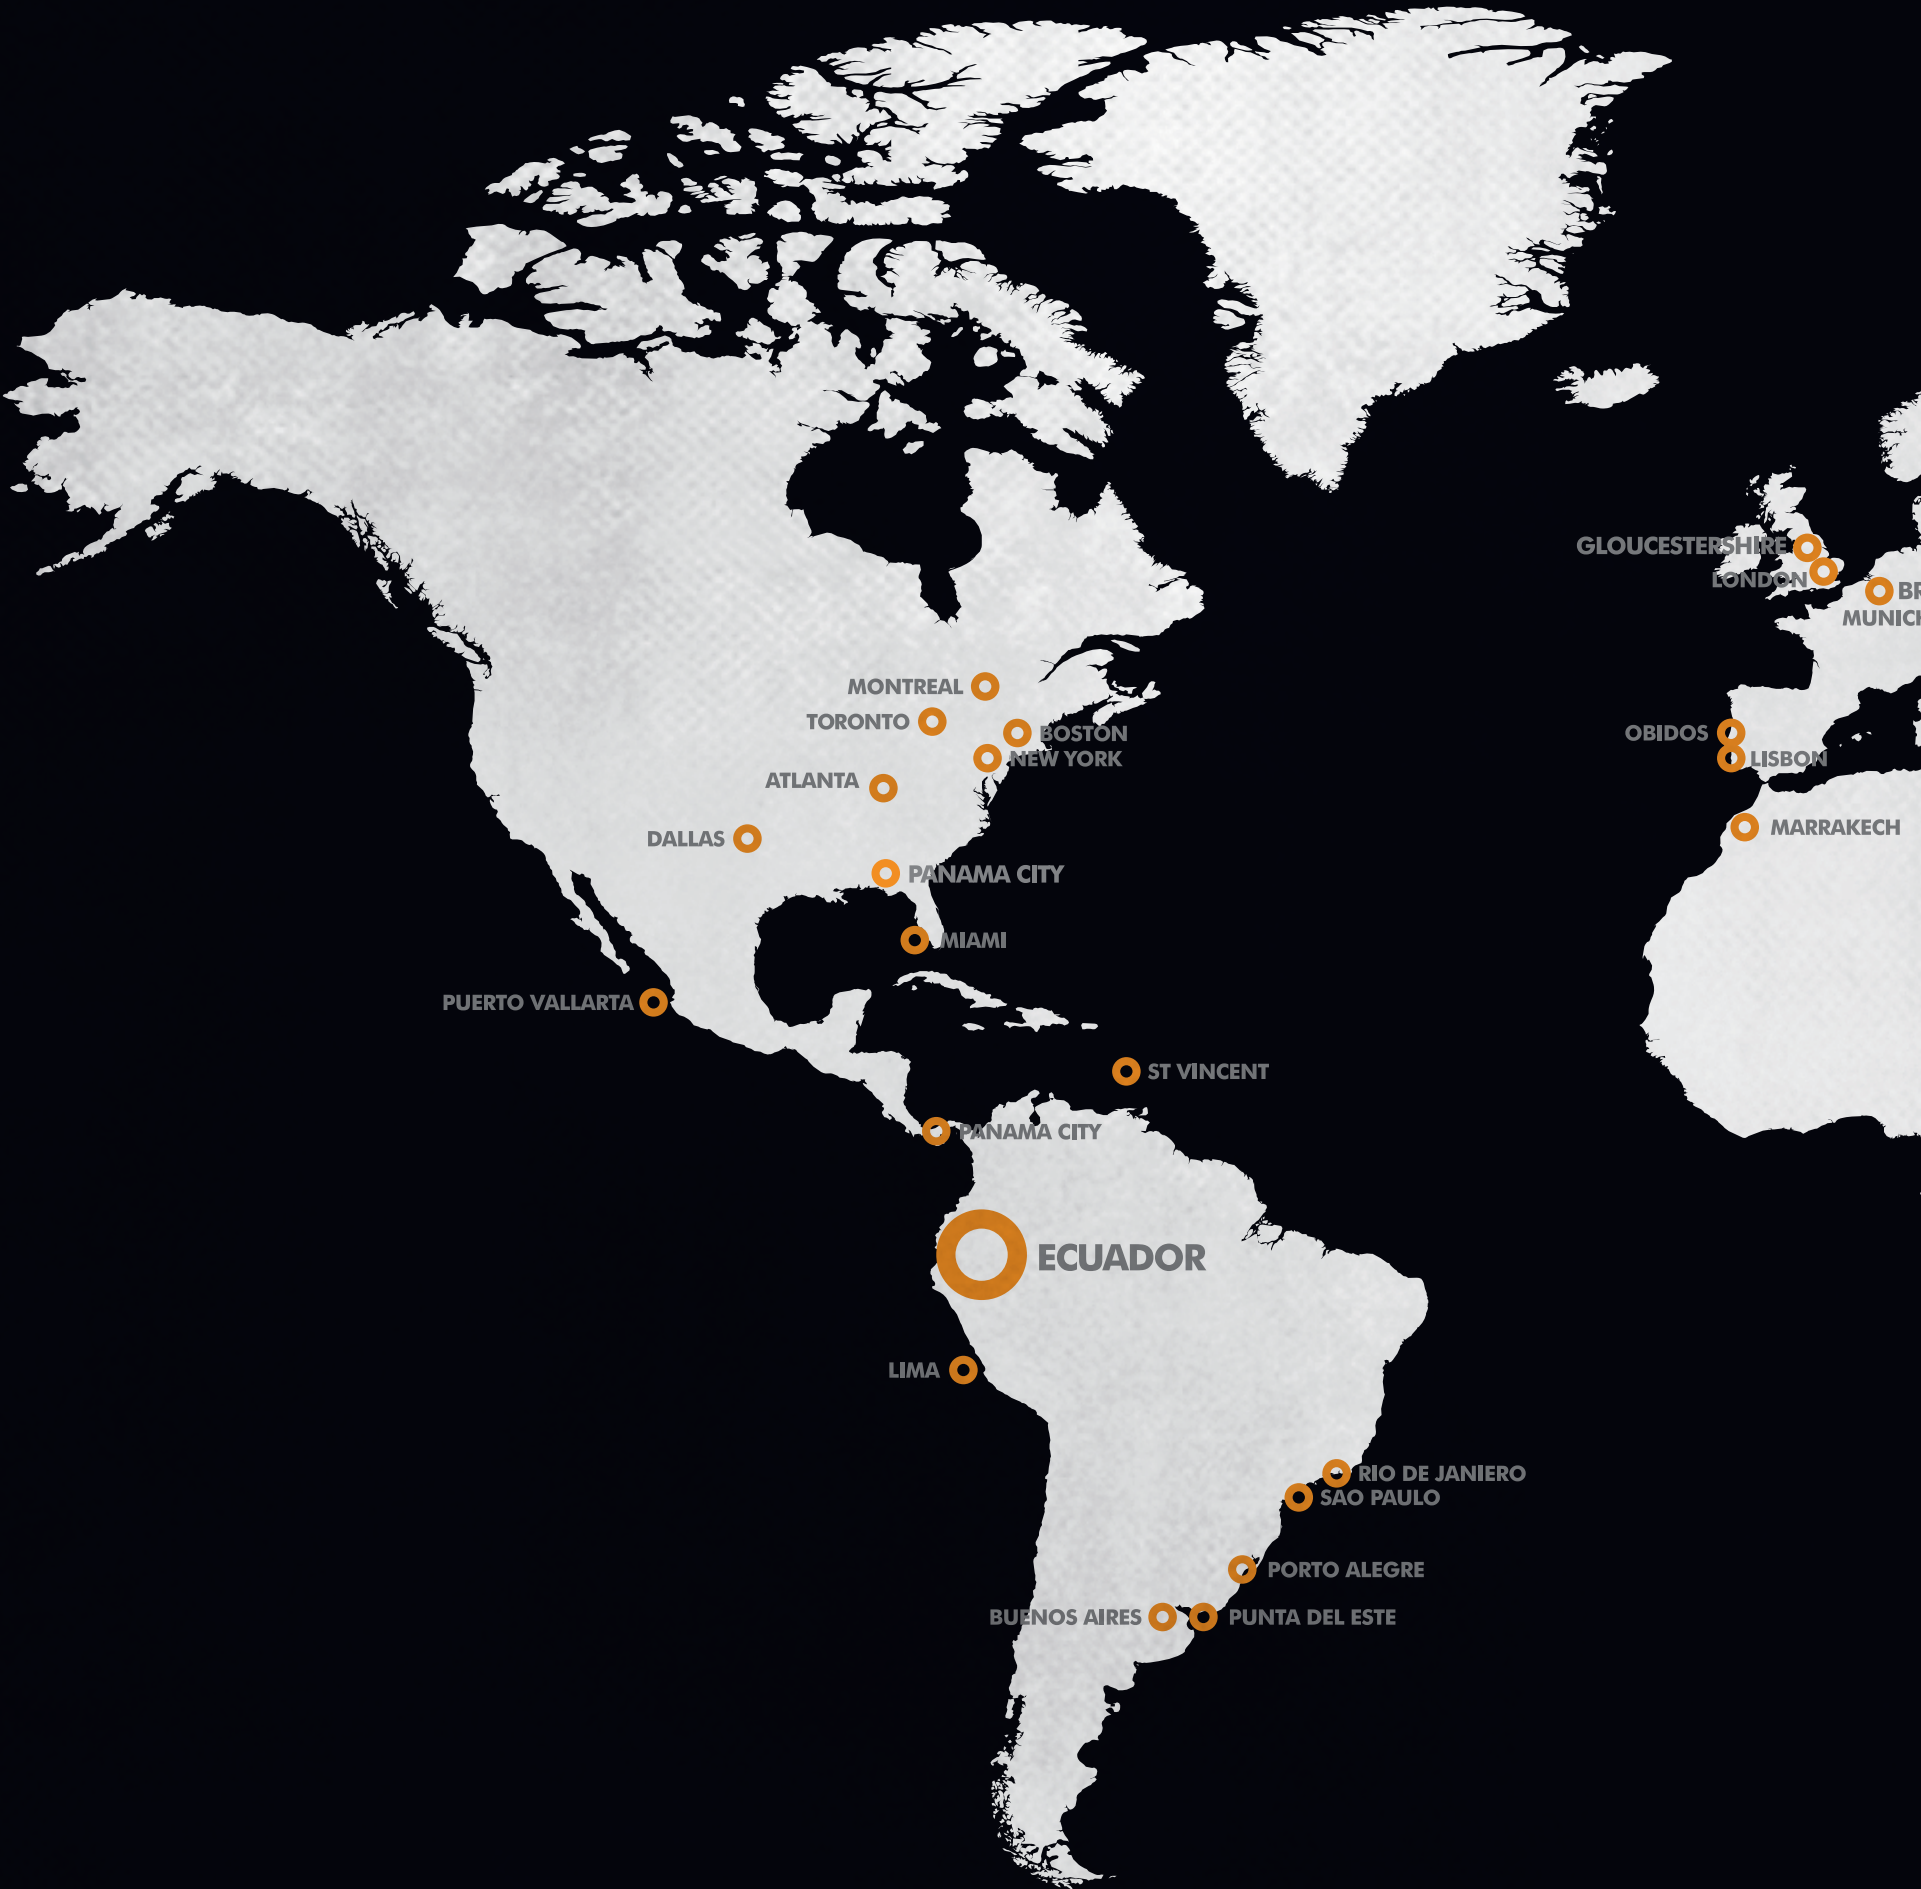 GLOUCESTERSHIRE
LONDON
BR
MUNICH
MONTREAL
TORONTO
BOSTON
OBIDOS
NEW YORK
LISBON
ATLANTA
MARRAKECH
DALLAS
PANAMA CITY
MIAMI
PUERTO VALLARTA
ST VINCENT
PANAMA CITY
ECUADOR
LIMA
RIO DE JANIERO
SAO PAULO
PORTO ALEGRE
BUENOS AIRES
PUNTA DEL ESTE